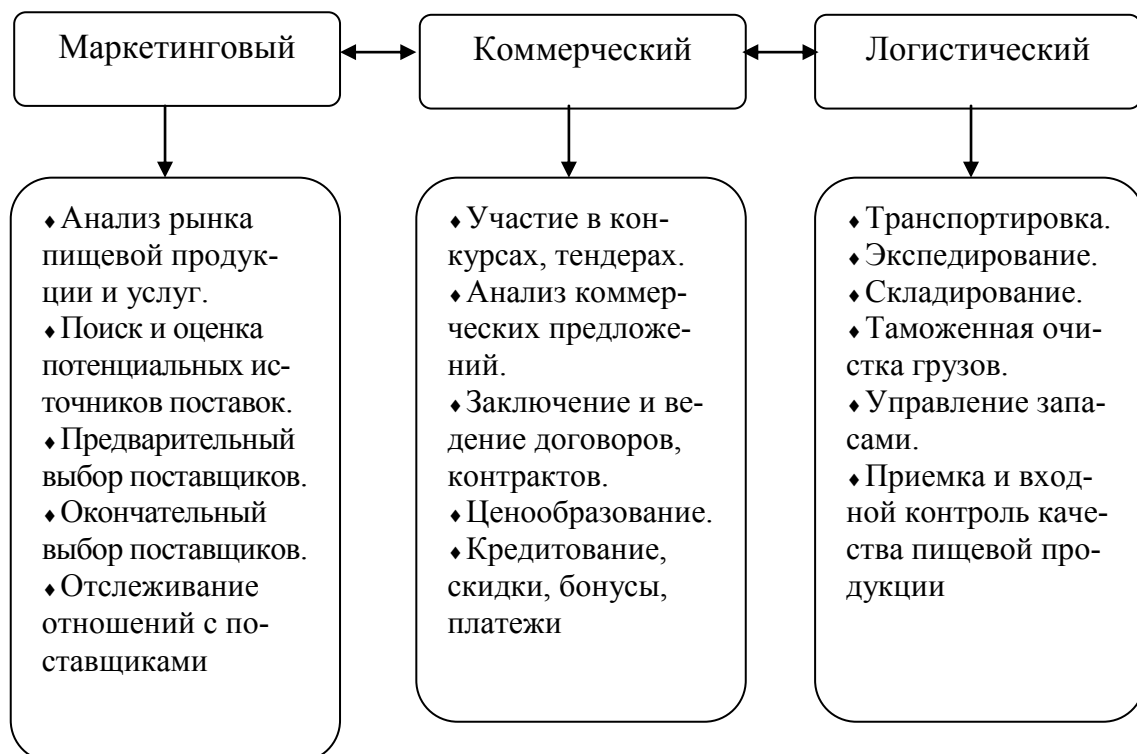 Маркетинговый
Коммерческий
Логистический
♦ Анализ рынка
пищевой продук-
ции и услуг.
♦ Поиск и оценка
потенциальных ис-
точников поставок.
♦ Предварительный
выбор поставщиков.
♦ Окончательный
выбор поставщиков.
♦ Отслеживание
отношений с по-
ставщиками
♦ Участие в кон-
курсах, тендерах.
♦ Анализ коммер-
ческих предложе-
ний.
♦ Заключение и ве-
дение договоров,
контрактов.
♦ Ценообразование.
♦ Кредитование,
скидки, бонусы,
платежи
♦ Транспортировка.
♦ Экспедирование.
♦ Складирование.
♦ Таможенная очи-
стка грузов.
♦ Управление запа-
сами.
♦ Приемка и вход-
ной контроль каче-
ства пищевой про-
дукции